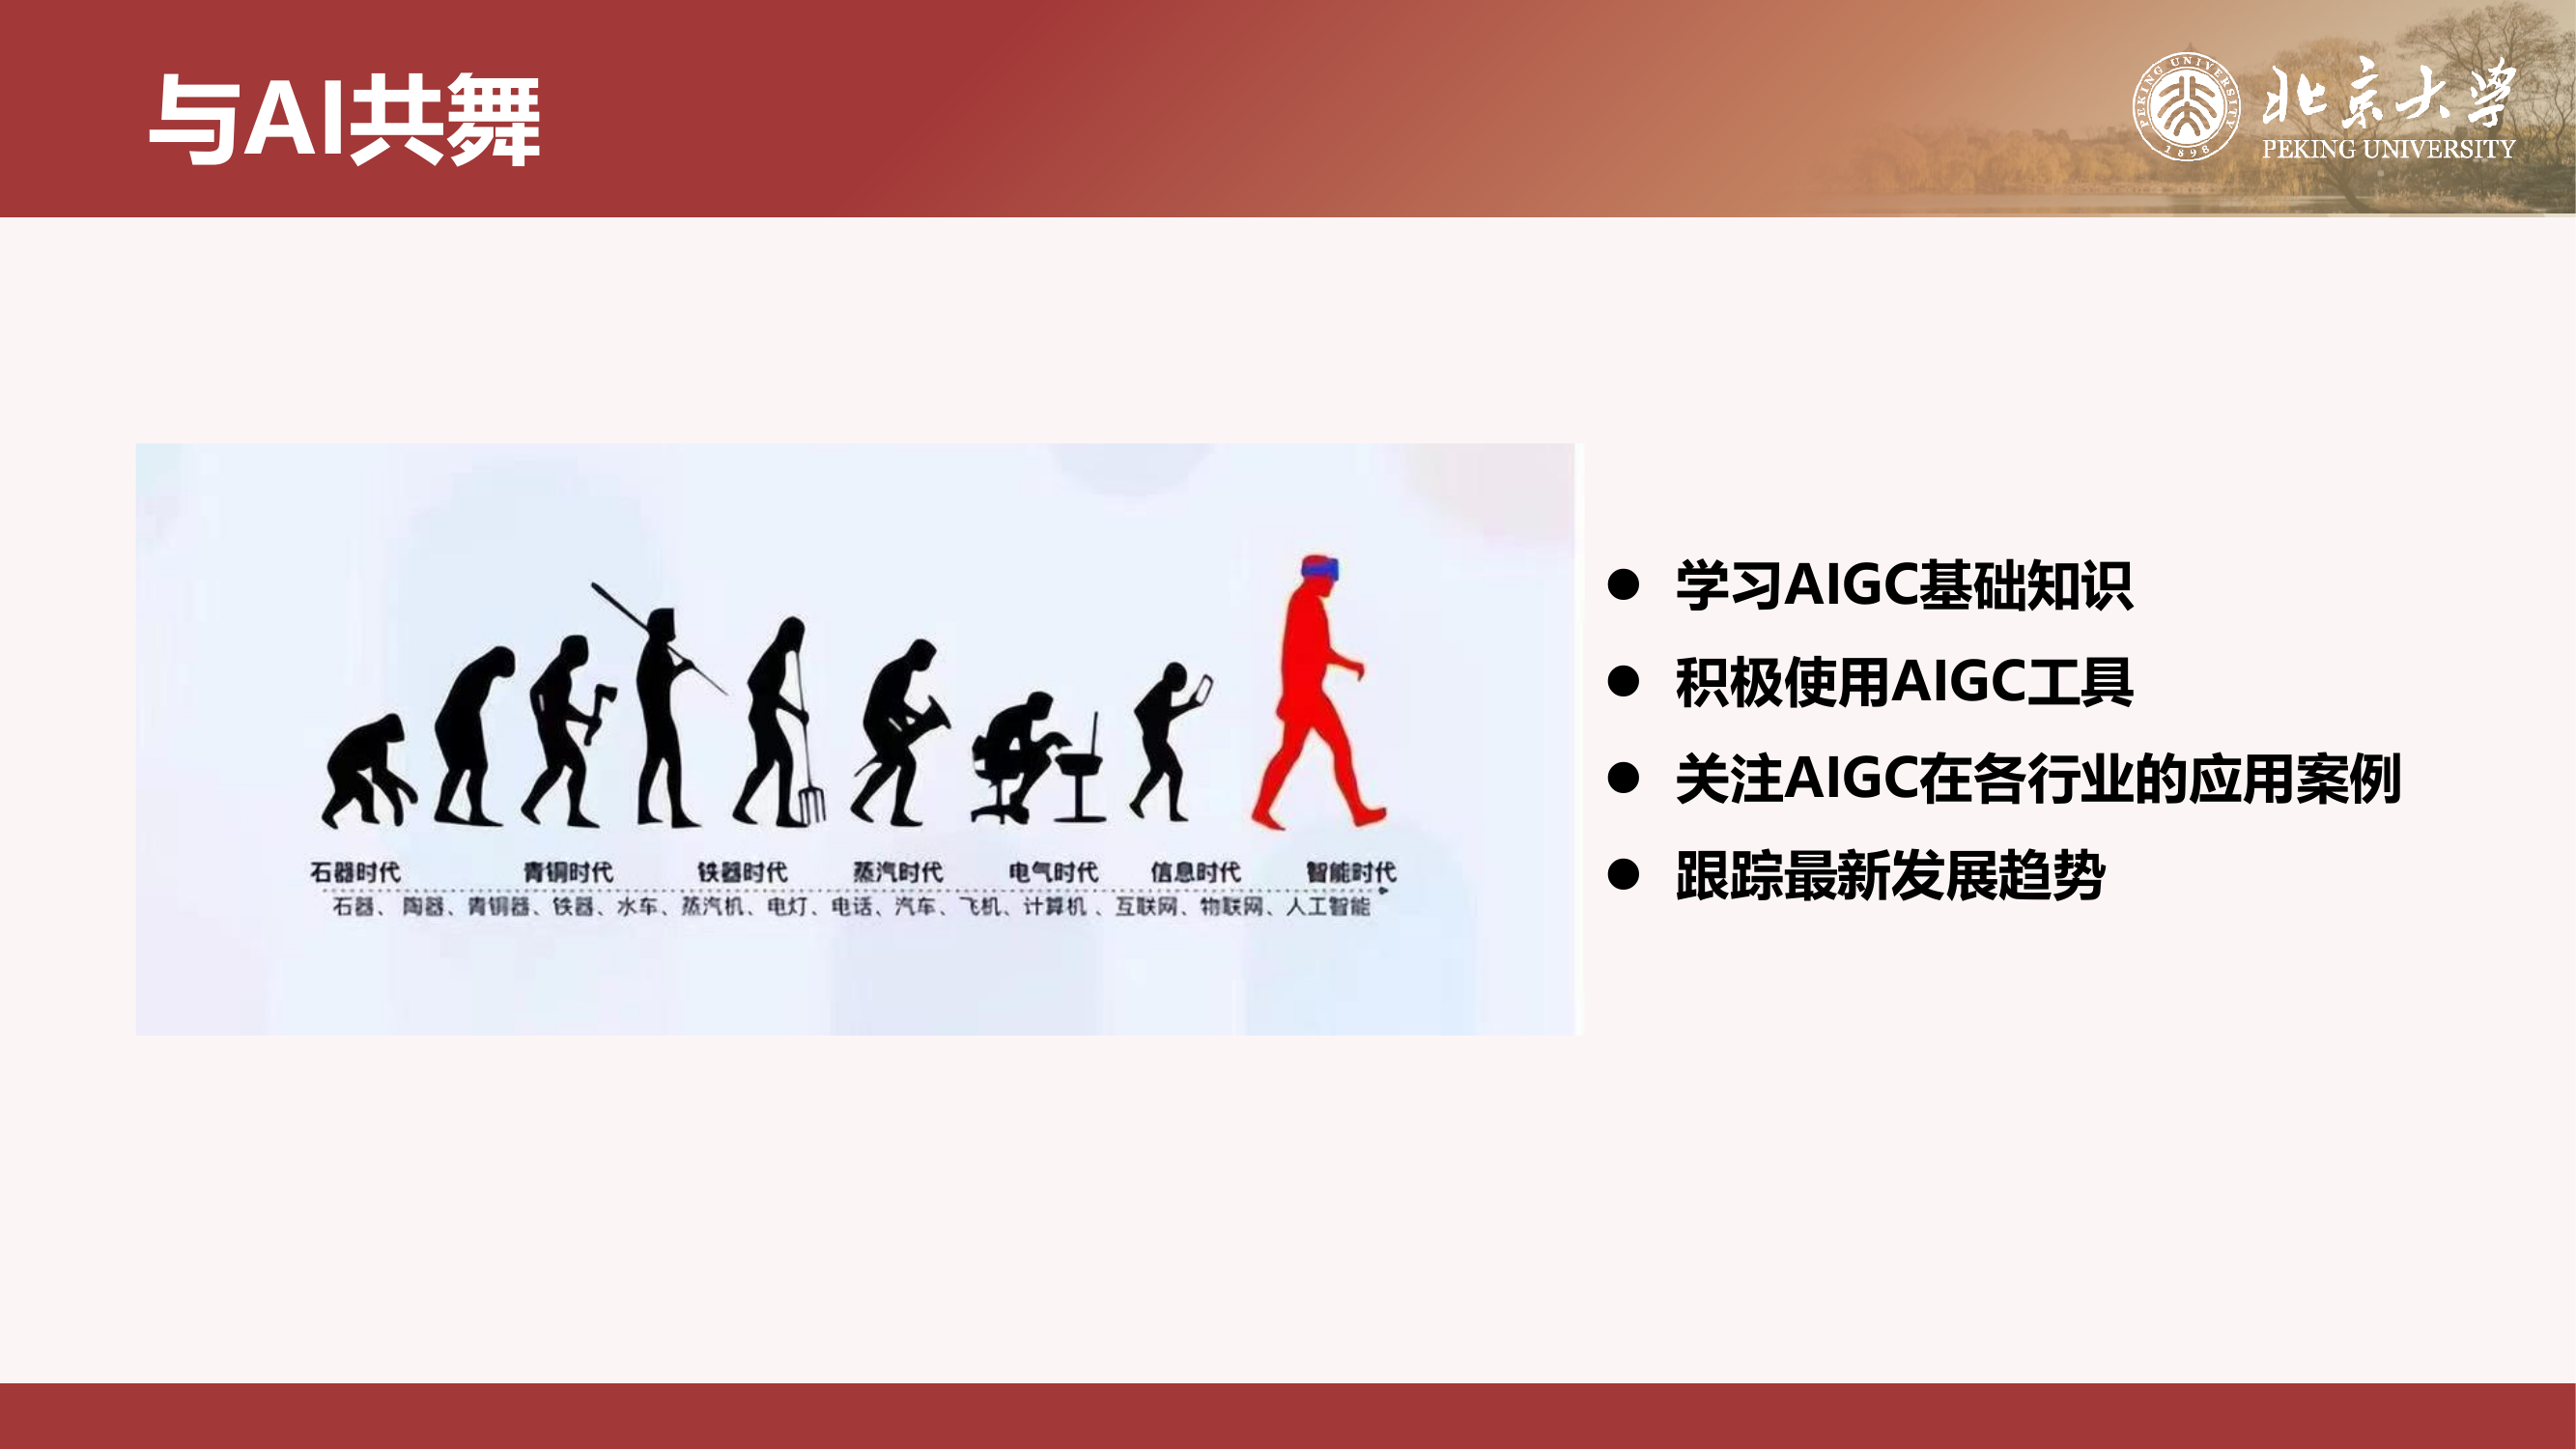 与AI共舞
PEKING UNIVERSITY
1898
北京大学
PEKING UNIVERSITY
石器时代 青铜时代 铁器时代 蒸汽时代 电气时代 信息时代 智能时代
石器、陶器、青铜器、铁器、水车、蒸汽机、电灯、电话、汽车、飞机、计算机、互联网、物联网、人工智能
● 学习AIGC基础知识
● 积极使用AIGC工具
● 关注AIGC在各行业的应用案例
● 跟踪最新发展趋势